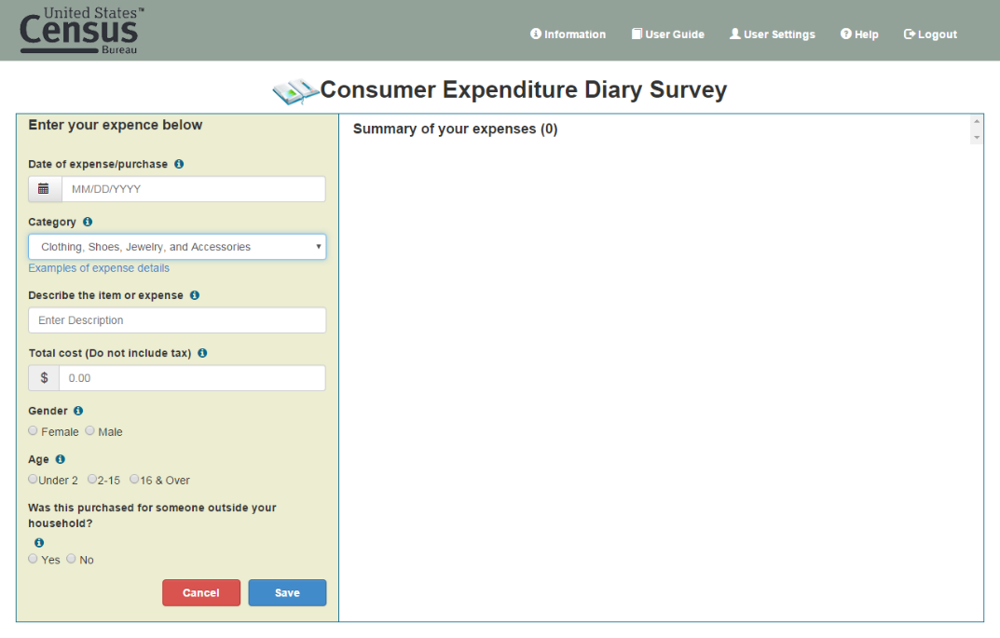 United States™
Census
Bureau
Information User Guide User Settings Help Logout
Consumer Expenditure Diary Survey
Enter your expence below
Summary of your expenses (0)
Date of expense/purchase
MM/DD/YYYY
Category
Clothing, Shoes, Jewelry, and Accessories
Examples of expense details
Describe the item or expense
Enter Description
Total cost (Do not include tax)
$ 0.00
Gender
Female Male
Age
Under 2 2-15 16 & Over
Was this purchased for someone outside your
household?
Yes No
Cancel Save